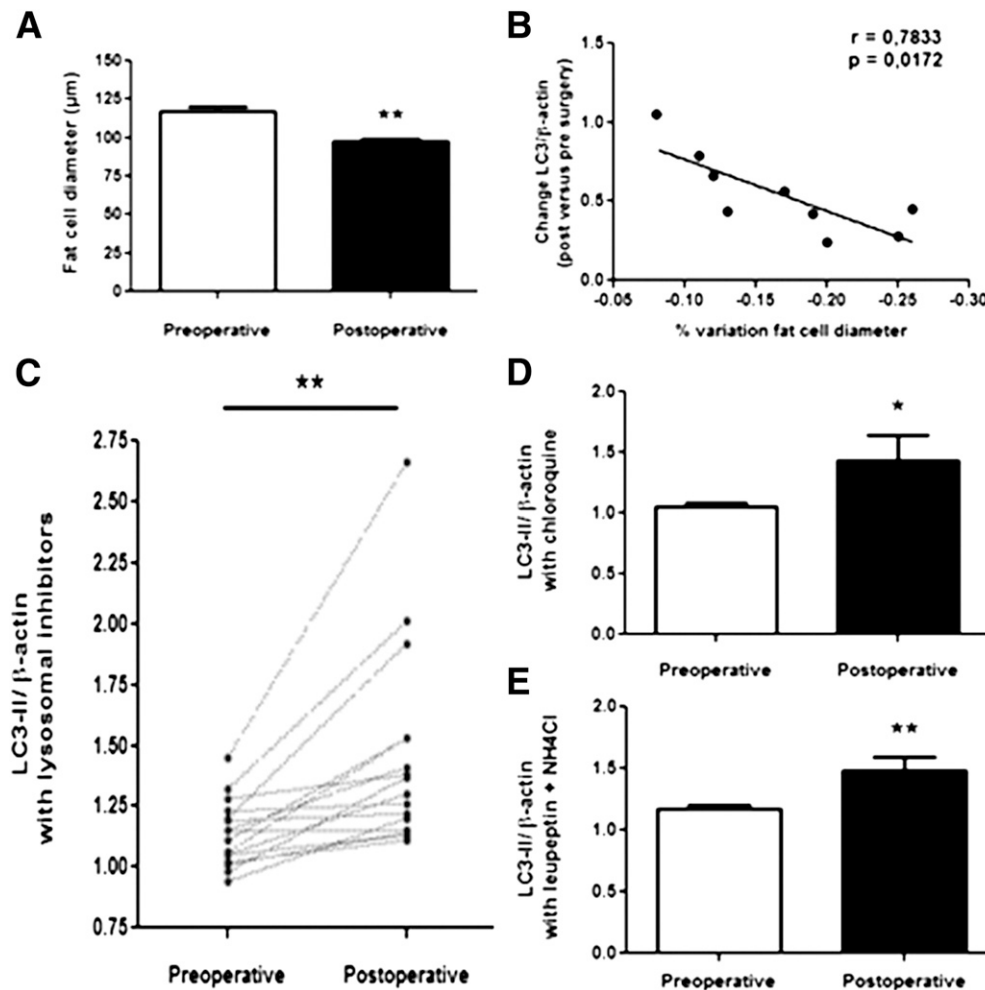 A
Fat cell diameter (μm)
150
125
100
75
50
25
0
★★
Preoperative
Postoperative
B
r = 0,7833
p = 0,0172
Change LC3/β-actin
(post versus pre surgery)
1.5
1.0
0.5
0.0
-0.05
-0.10
-0.15
-0.20
-0.25
-0.30
% variation fat cell diameter
C
★★
LC3-II/ β-actin
with lysosomal inhibitors
2.75
2.50
2.25
2.00
1.75
1.50
1.25
1.00
0.75
Preoperative
Postoperative
D
LC3-II/ β-actin
with chloroquine
2.0
1.5
1.0
0.5
0.0
★
Preoperative
Postoperative
E
LC3-II/ β-actin
with leupeptin + NH4Cl
2.0
1.5
1.0
0.5
0.0
★★
Preoperative
Postoperative